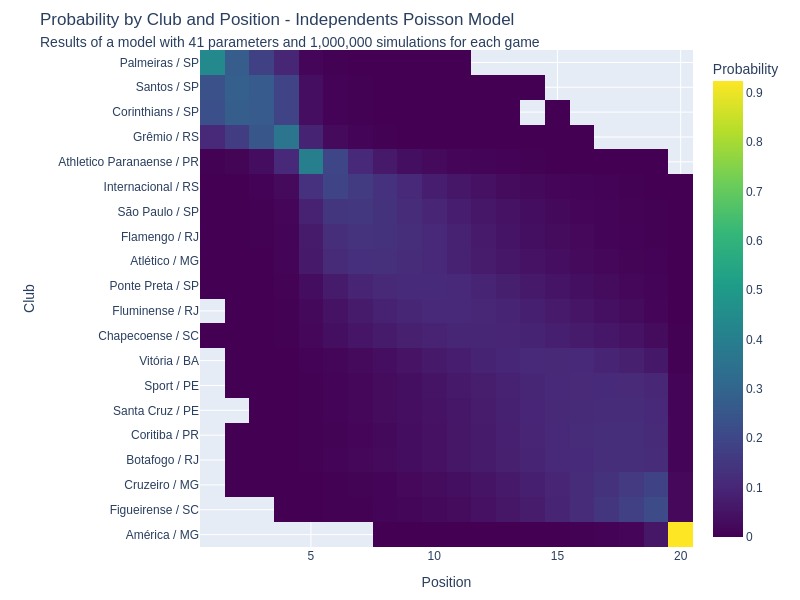 Probability by Club and Position - Independents Poisson Model
Results of a model with 41 parameters and 1,000,000 simulations for each game
Probability
Club
Palmeiras / SP
Santos / SP
Corinthians / SP
Grêmio / RS
Athletico Paranaense / PR
Internacional / RS
São Paulo / SP
Flamengo / RJ
Atlético / MG
Ponte Preta / SP
Fluminense / RJ
Chapecoense / SC
Vitória / BA
Sport / PE
Santa Cruz / PE
Coritiba / PR
Botafogo / RJ
Cruzeiro / MG
Figueirense / SC
América / MG
0.9
0.8
0.7
0.6
0.5
0.4
0.3
0.2
0.1
0
5
10
15
20
Position